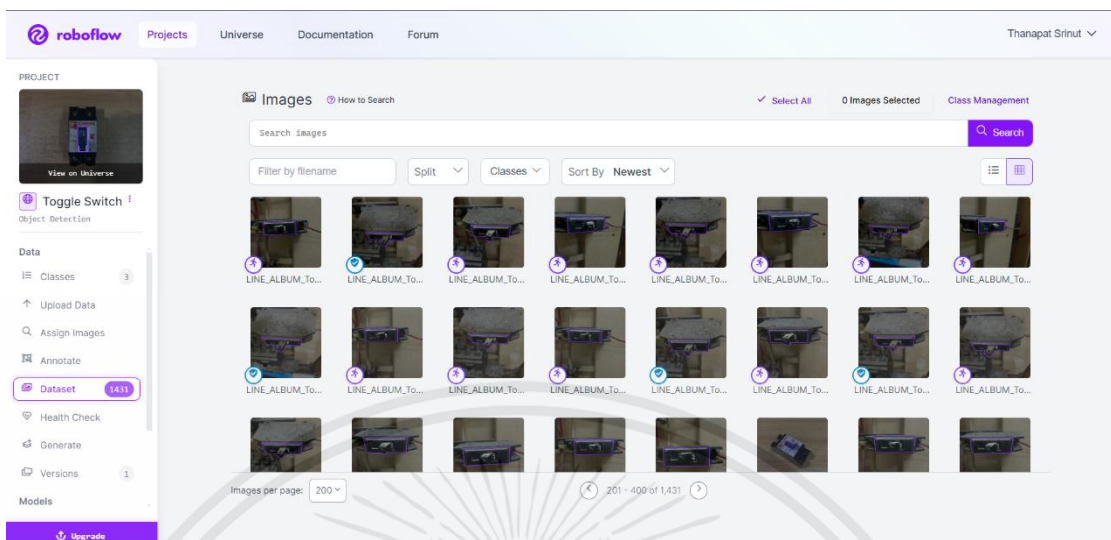 roboflow Projects Universe Documentation Forum Thanapat Srinut
PROJECT
View on Universe
Toggle Switch
Object Detection
Data
Classes 3
Upload Data
Assign Images
Annotate
Dataset 1431
Health Check
Generate
Versions 1
Models
Upgrade
Images How to Search Select All 0 Images Selected Class Management
Search images Search
Filter by filename Split Classes Sort By Newest
LINE_ALBUM_To... LINE_ALBUM_To... LINE_ALBUM_To... LINE_ALBUM_To... LINE_ALBUM_To... LINE_ALBUM_To... LINE_ALBUM_To... LINE_ALBUM_To...
LINE_ALBUM_To... LINE_ALBUM_To... LINE_ALBUM_To... LINE_ALBUM_To... LINE_ALBUM_To... LINE_ALBUM_To... LINE_ALBUM_To... LINE_ALBUM_To...
Images per page: 200 201 - 400 of 1,431